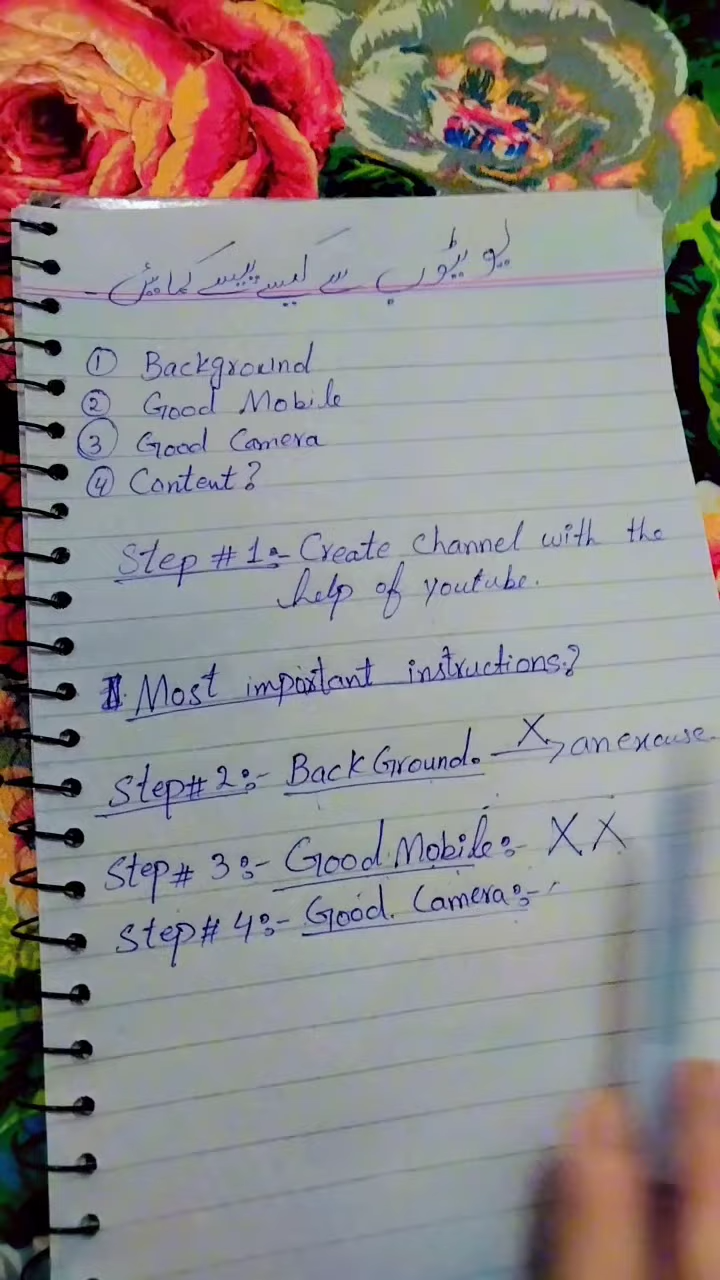 یوٹیوب سے کیسے پیسے کمائیں -
① Background
② Good Mobile
③ Good Camera
④ Content?
Step # 1:- Create channel with the
help of youtube.
Most important instructions:?
Step# 2:- BackGround. X→ an excuse.
Step# 3:- Good Mobile:- XX
Step# 4:- Good Camera:-